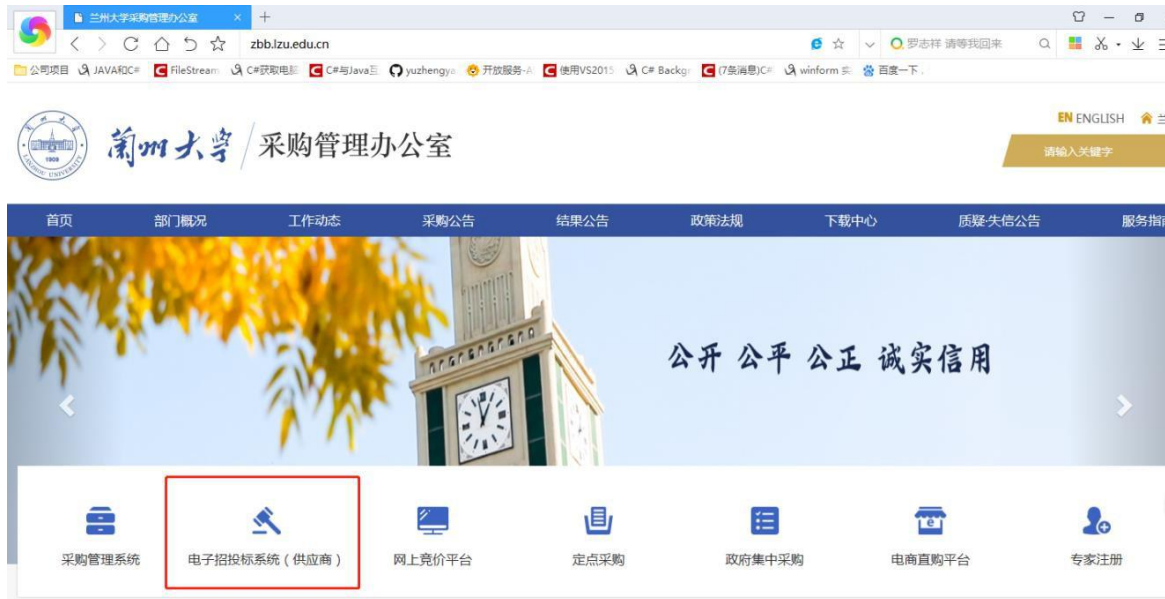 兰州大学采购管理办公室
zbb.lzu.edu.cn
罗志祥 请等我回来
公司项目 JAVA和C# FileStream C#获取电脑 C#与Java互 yuzhengya 开放服务-A 使用VS2015 C# Backgr (7条消息)C# winform 实 百度一下
LANZHOU UNIVERSITY
1909
兰州大学 采购管理办公室
EN ENGLISH
请输入关键字
首页 部门概况 工作动态 采购公告 结果公告 政策法规 下载中心 质疑·失信公告 服务指南
公开 公平 公正 诚实信用
采购管理系统 电子招投标系统（供应商） 网上竞价平台 定点采购 政府集中采购 电商直购平台 专家注册